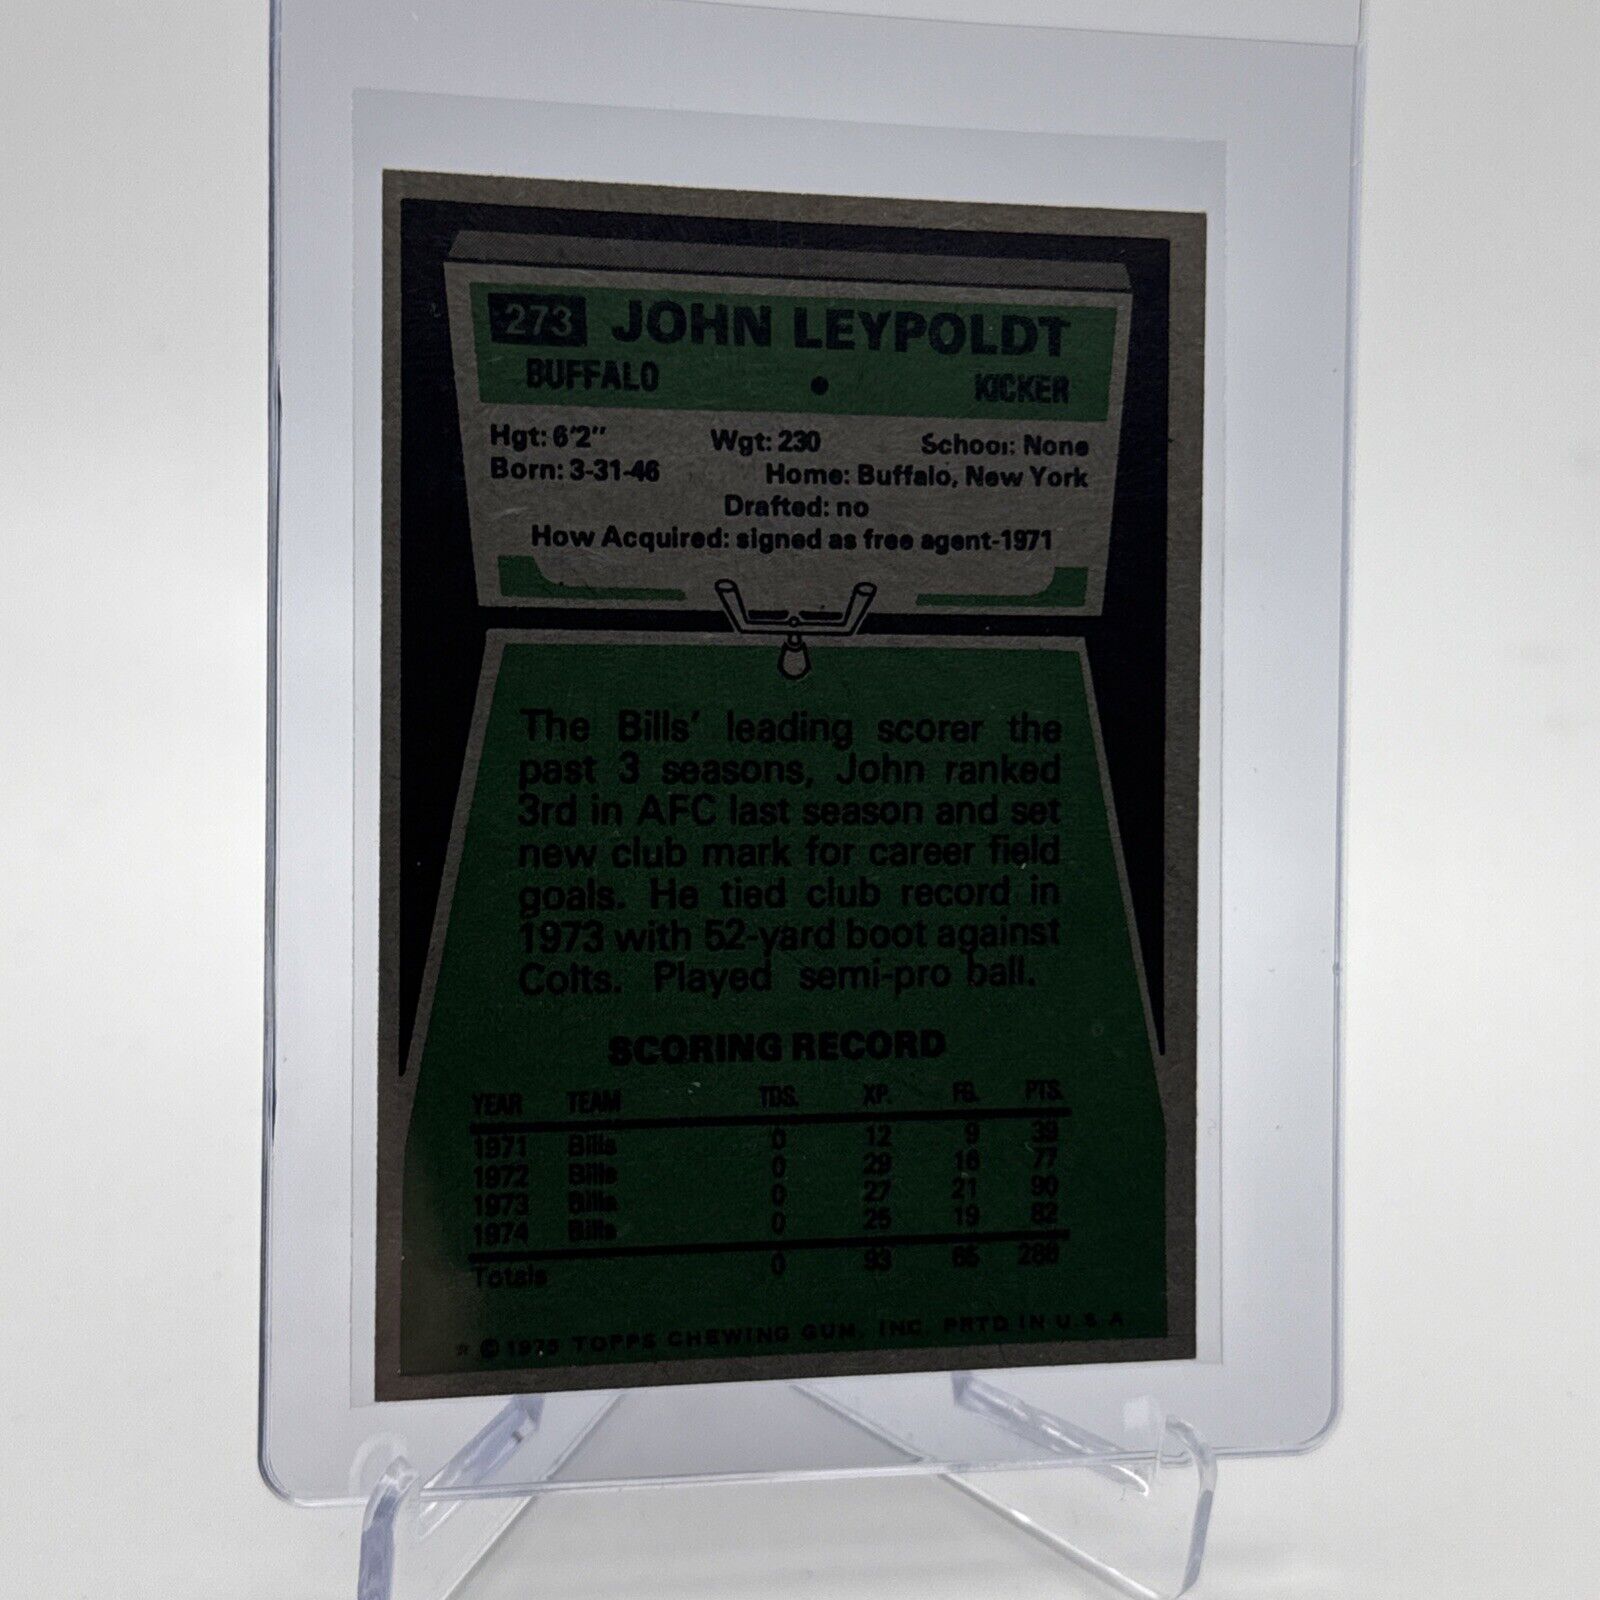 273 JOHN LEYPOLDT
BUFFALO • KICKER
Hgt: 6'2" Wgt: 230 School: None
Born: 3-31-46 Home: Buffalo, New York
Drafted: no
How Acquired: signed as free agent-1971
The Bills' leading scorer the
past 3 seasons, John ranked
3rd in AFC last season and set
new club mark for career field
goals. He tied club record in
1973 with 52-yard boot against
Colts. Played semi-pro ball.
SCORING RECORD
YEAR TEAM TDS. XP. FG. PTS.
1971 Bills 0 12 9 39
1972 Bills 0 29 16 77
1973 Bills 0 27 21 90
1974 Bills 0 25 19 82
Totals 0 93 65 288
* © 1975 TOPPS CHEWING GUM, INC. PRTD IN U.S.A.